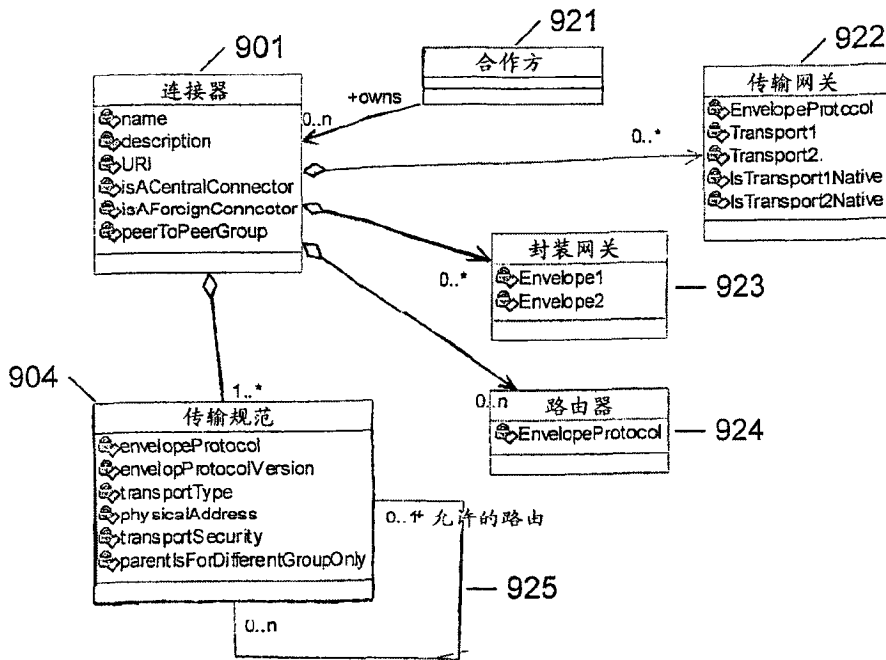 901
连接器
name
description
URI
isACentralConnector
isAForeignConnector
peerToPeerGroup
921
合作方
+owns
0..n
922
传输网关
EnvelopeProtocol
Transport1
Transport2.
IsTransport1Native
IsTransport2Native
0..*
封装网关
Envelope1
Envelope2
0..*
923
路由器
EnvelopeProtocol
0..n
924
904
1..*
传输规范
envelopeProtocol
envelopProtocolVersion
transportType
physicalAddress
transportSecurity
parentIsForDifferentGroupOnly
允许的路由
0..n
925